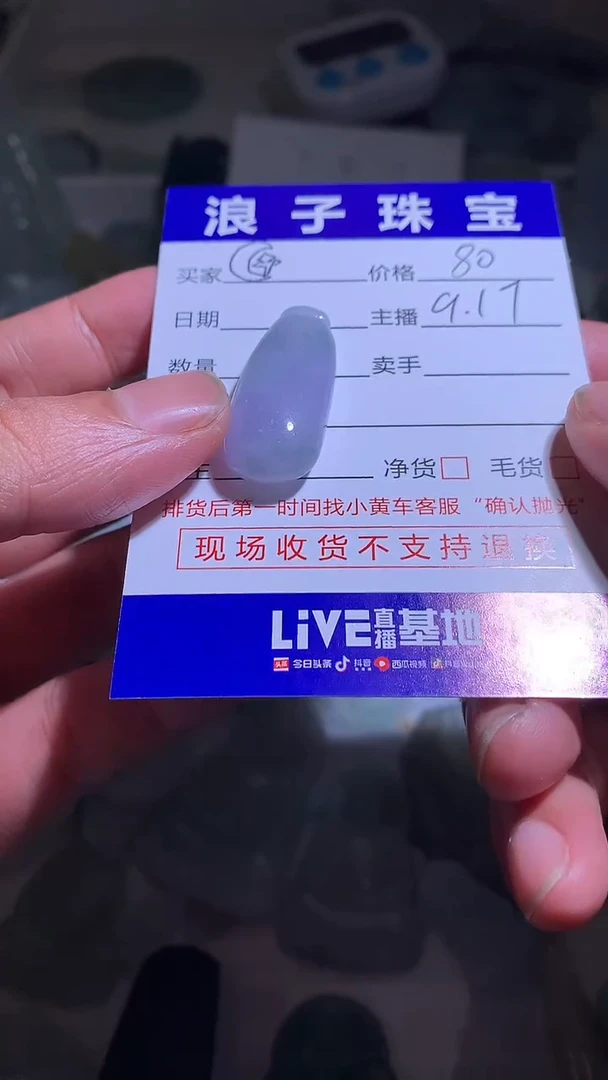 浪子珠宝
买家 价格 80
日期 主播 9.17
数量 卖手
净货 毛货
排货后第一时间找小黄车客服“确认抛光”
现场收货不支持退换
LiVE直播基地
头条 今日头条 抖音 西瓜视频